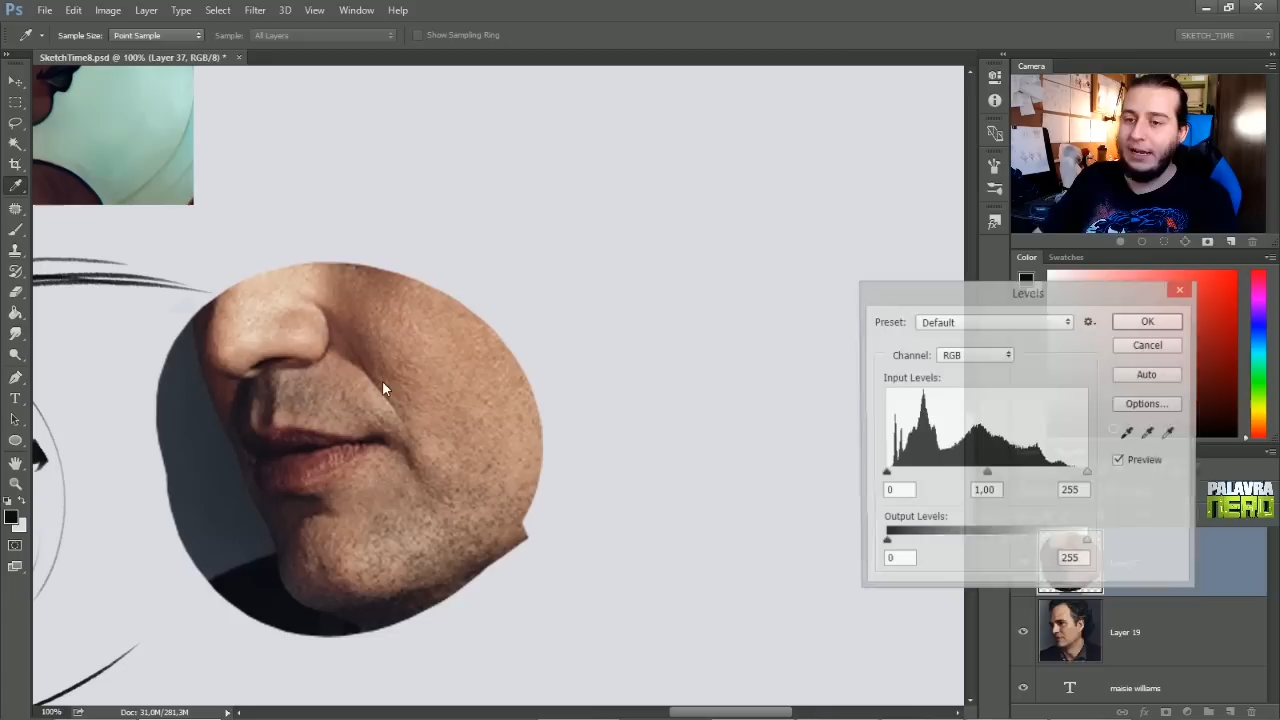 Ps File Edit Image Layer Type Select Filter 3D View Window Help
Sample Size: Point Sample Sample: All Layers Show Sampling Ring SKETCH_TIME
SketchTime8.psd @ 100% (Layer 37, RGB/8) *
Camera
Color Swatches
Levels
Preset: Default OK
Cancel
Channel: RGB
Auto
Input Levels:
Options...
Preview
0 1,00 255
Output Levels:
0 255
PALAVRA
NERD
Layer 19
T maisie williams
100% Doc: 31,0M/281,3M